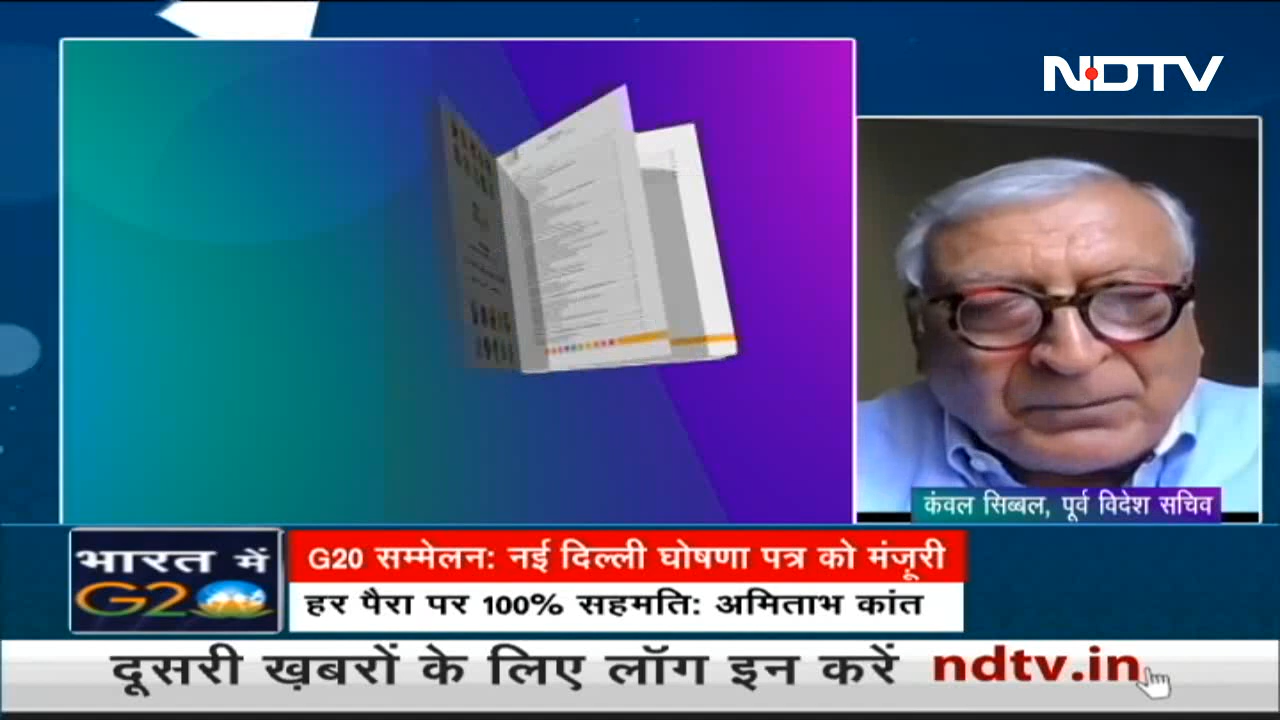 NDTV
कंवल सिब्बल, पूर्व विदेश सचिव
भारत में
G20
G20 सम्मेलन: नई दिल्ली घोषणा पत्र को मंज़ूरी
हर पैरा पर 100% सहमति: अमिताभ कांत
दूसरी ख़बरों के लिए लॉग इन करें ndtv.in